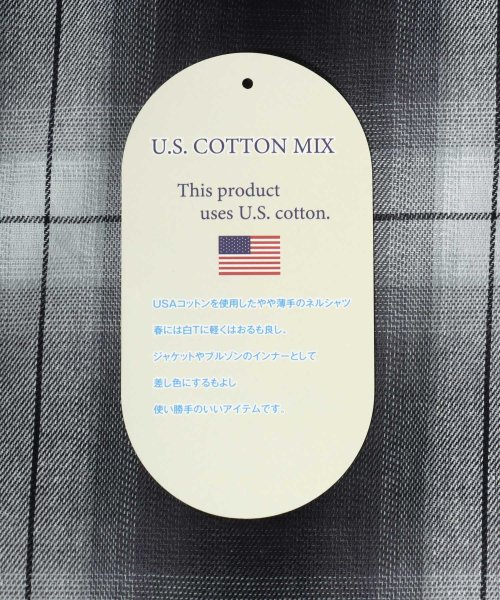 U.S. COTTON MIX
This product
uses U.S. cotton.
USAコットンを使用したやや薄手のネルシャツ
春には白Tに軽くはおるも良し、
ジャケットやブルゾンのインナーとして
差し色にするもよし
使い勝手のいいアイテムです。